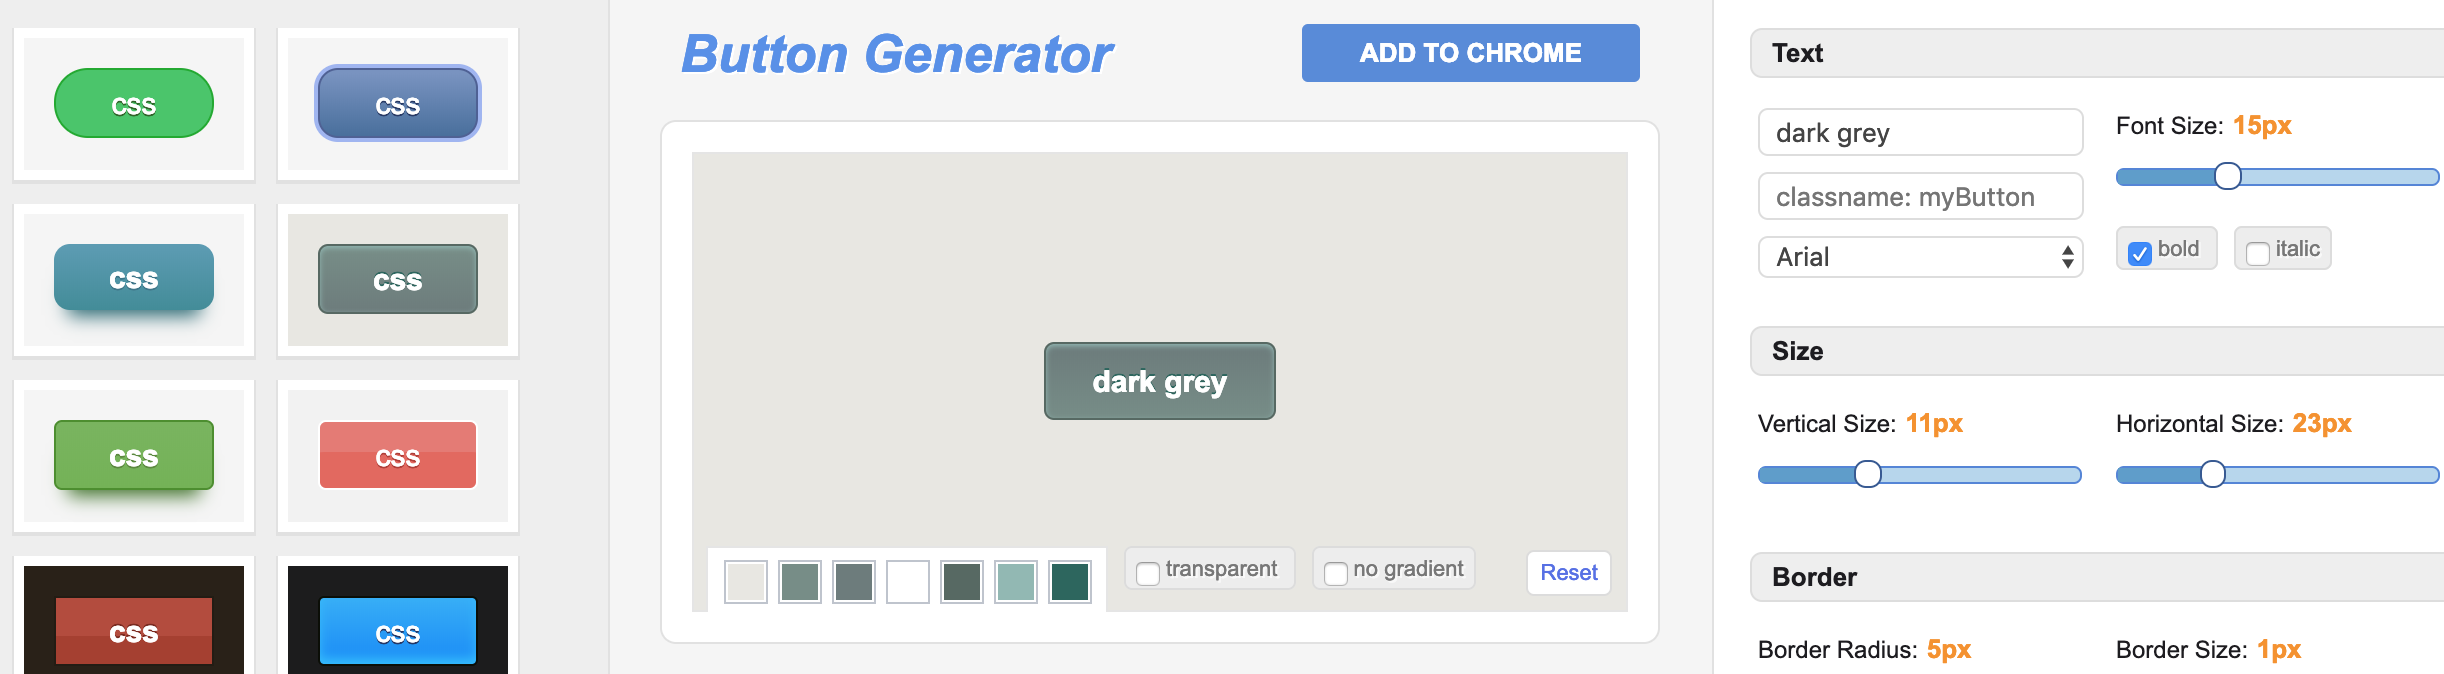 css
css
css
css
css
css
css
css
Button Generator
ADD TO CHROME
dark grey
transparent
no gradient
Reset
Text
dark grey
classname: myButton
Arial
Font Size: 15px
bold
italic
Size
Vertical Size: 11px
Horizontal Size: 23px
Border
Border Radius: 5px
Border Size: 1px